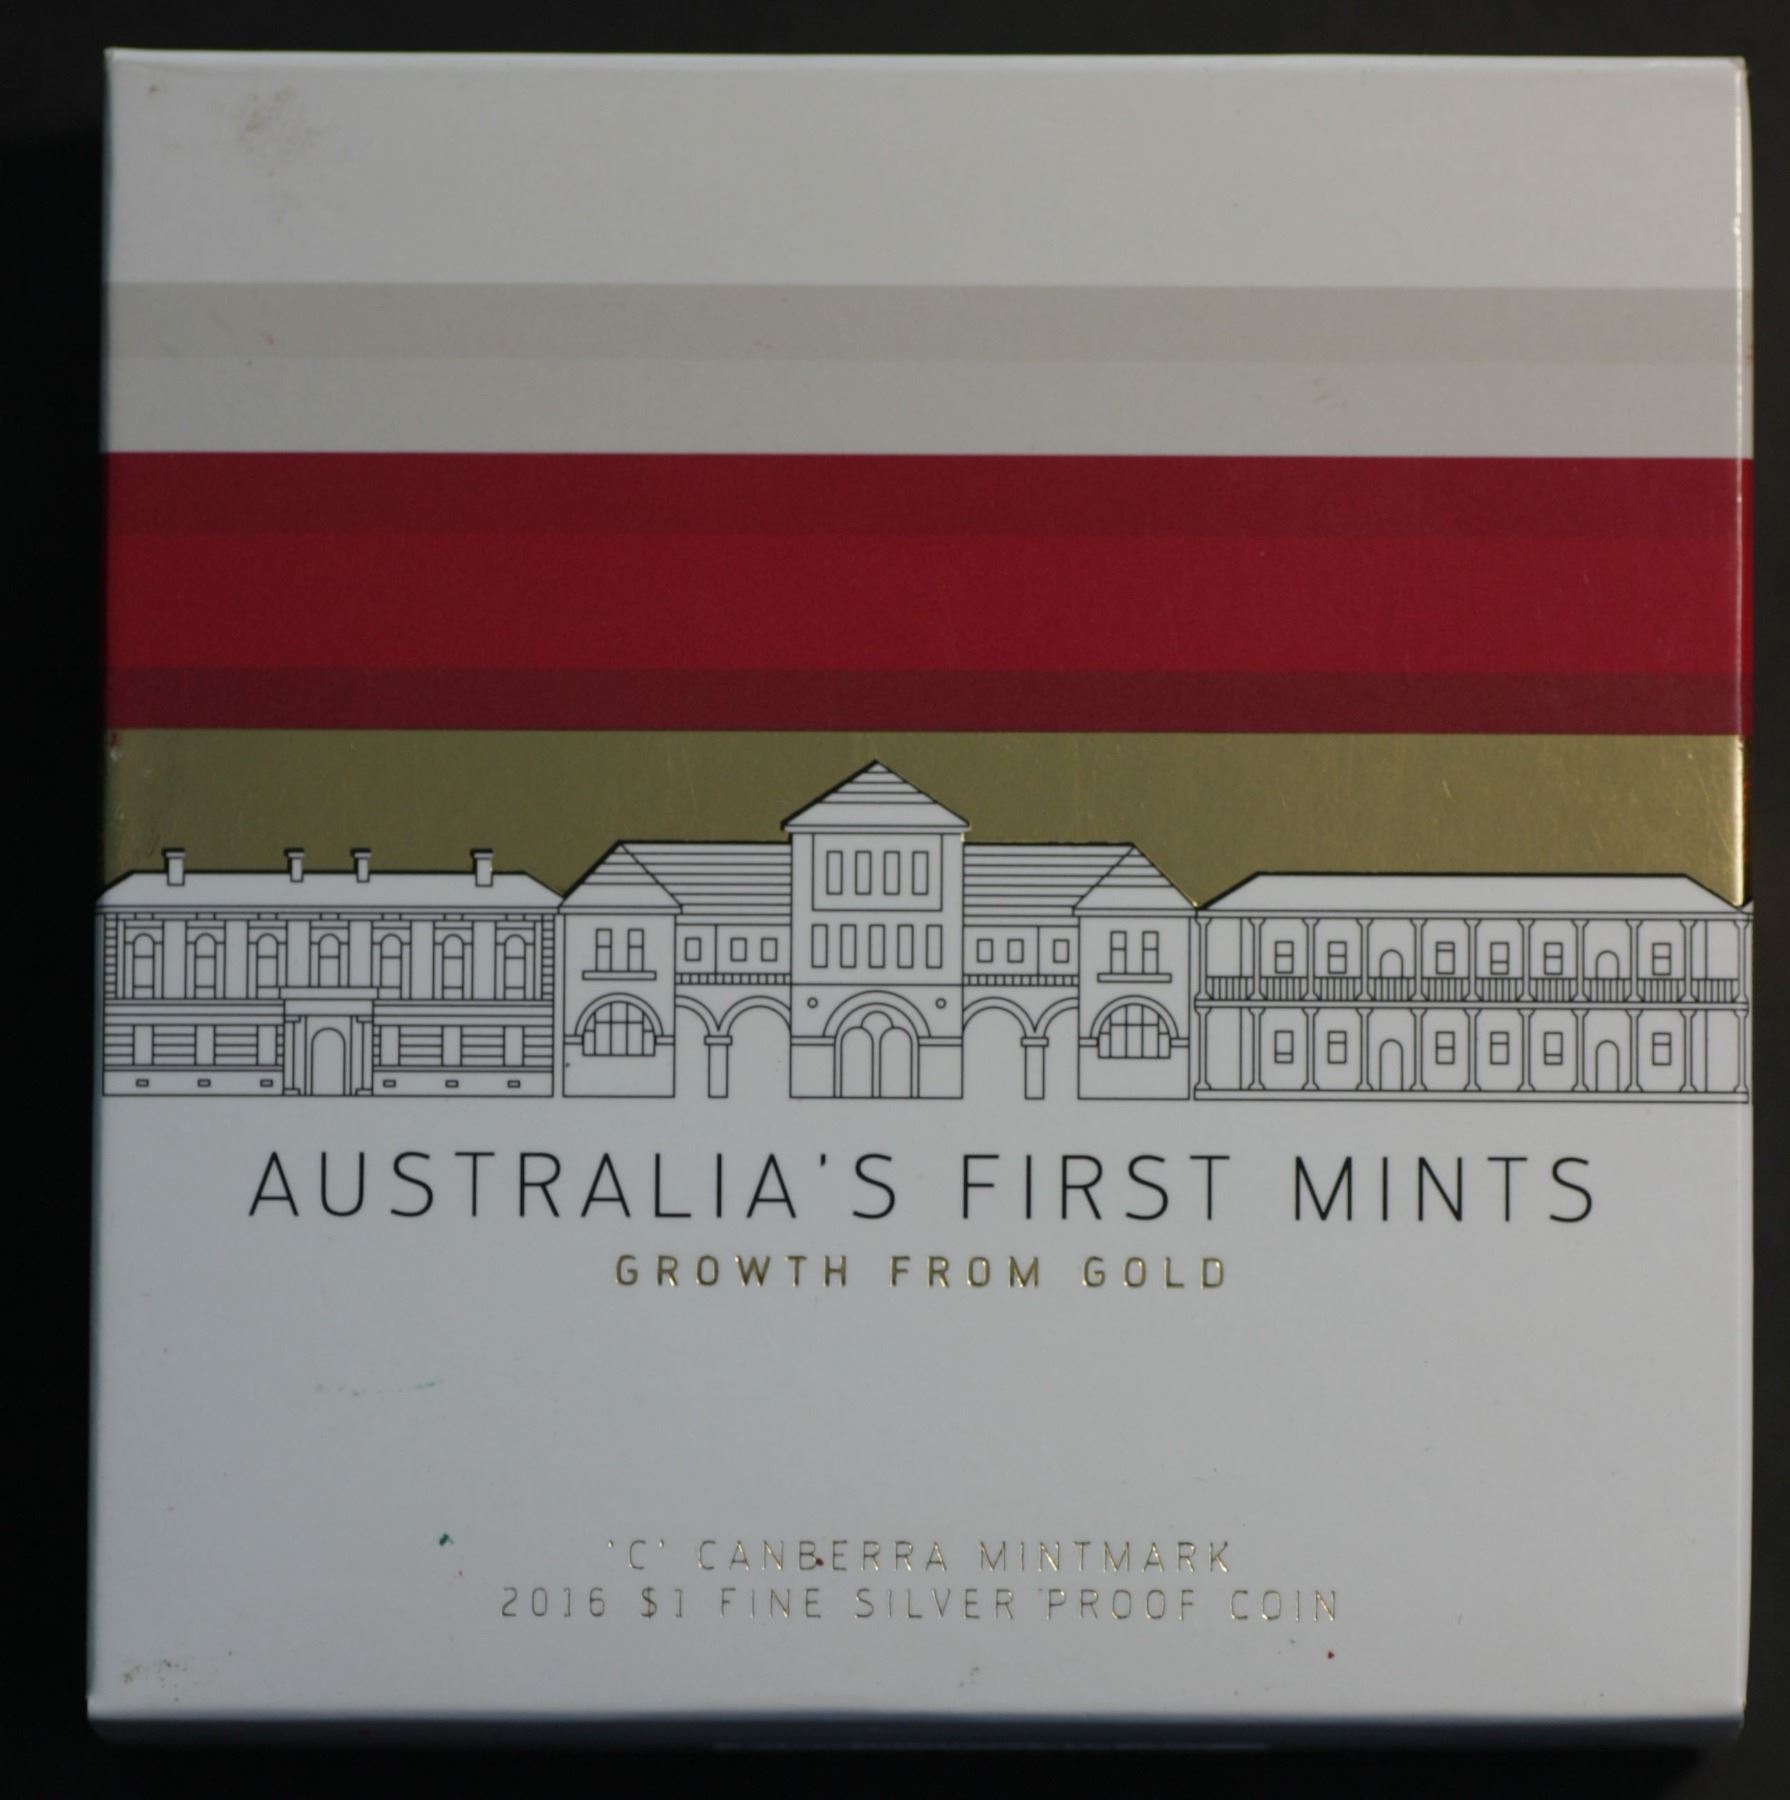 AUSTRALIA'S FIRST MINTS
GROWTH FROM GOLD
'C' CANBERRA MINTMARK
2016 $1 FINE SILVER PROOF COIN